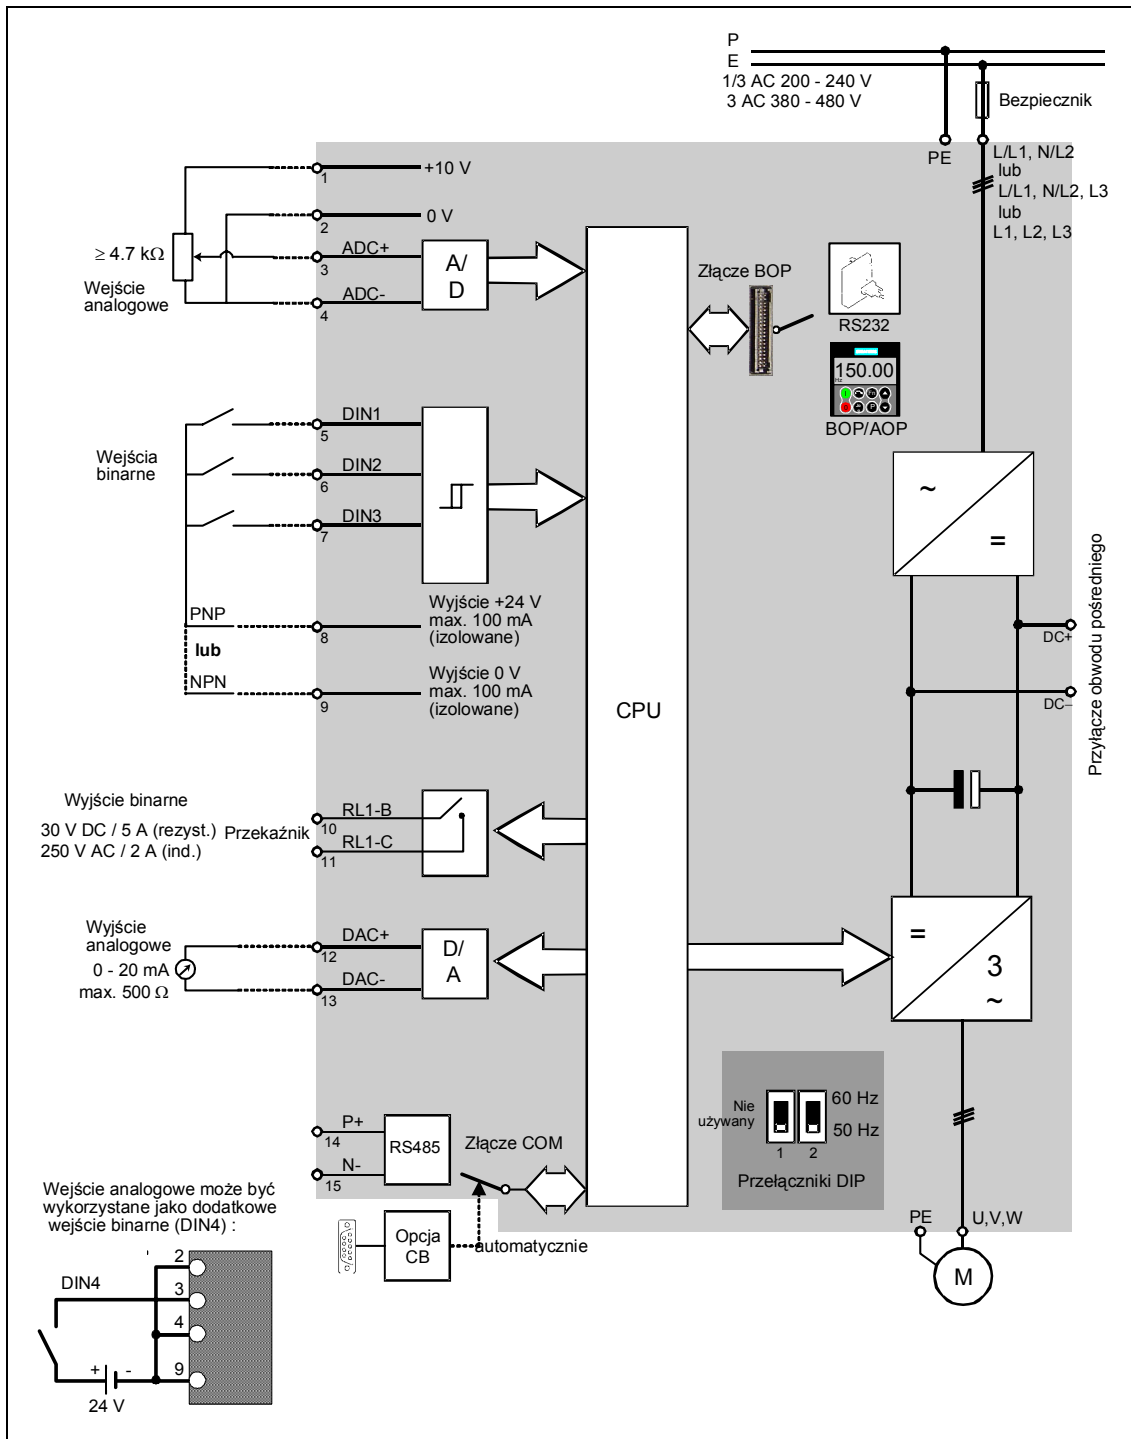 P
E
1/3 AC 200 - 240 V
3 AC 380 - 480 V
Bezpiecznik
PE
L/L1, N/L2
lub
L/L1, N/L2, L3
lub
L1, L2, L3
1
+10 V
2
0 V
≥ 4.7 kΩ
Wejście
analogowe
3
ADC+
4
ADC-
A/
D
Złącze BOP
RS232
150.00
Hz
BOP/AOP
Wejścia
binarne
DIN1
5
DIN2
6
DIN3
7
PNP
lub
NPN
8
Wyjście +24 V
max. 100 mA
(izolowane)
9
Wyjście 0 V
max. 100 mA
(izolowane)
CPU
~
=
DC+
DC−
Przyłącze obwodu pośredniego
Wyjście binarne
30 V DC / 5 A (rezyst.)
250 V AC / 2 A (ind.)
Przekaźnik
RL1-B
10
RL1-C
11
Wyjście
analogowe
0 - 20 mA
max. 500 Ω
DAC+
12
DAC-
13
D/
A
=
3
~
P+
14
N-
15
RS485
Złącze COM
Opcja
CB
automatycznie
Nie
używany
60 Hz
50 Hz
1
2
Przełączniki DIP
PE
U,V,W
M
Wejście analogowe może być
wykorzystane jako dodatkowe
wejście binarne (DIN4) :
DIN4
2
3
4
9
+
-
24 V